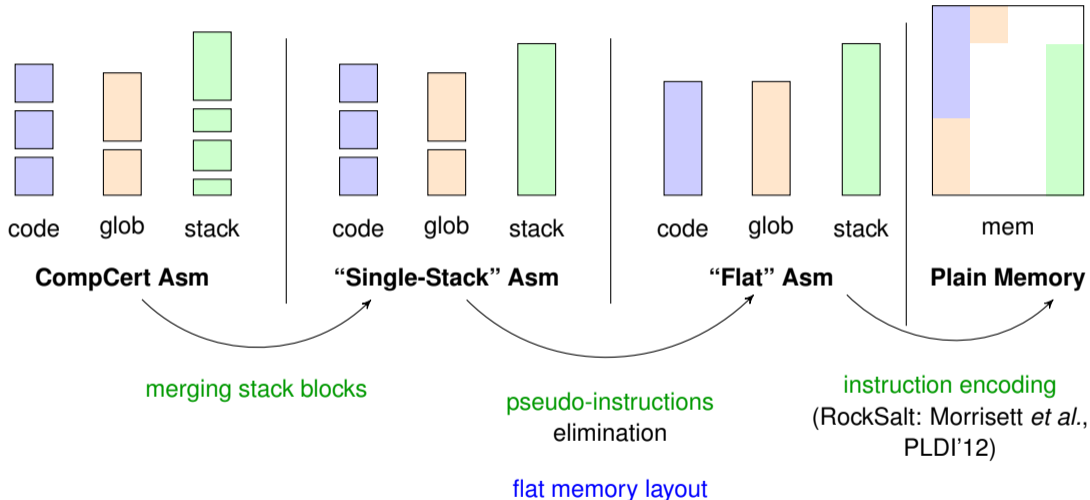 code glob stack code glob stack code glob stack mem
CompCert Asm “Single-Stack” Asm “Flat” Asm Plain Memory
merging stack blocks
pseudo-instructions
elimination
flat memory layout
instruction encoding
(RockSalt: Morrisett et al.,
PLDI'12)